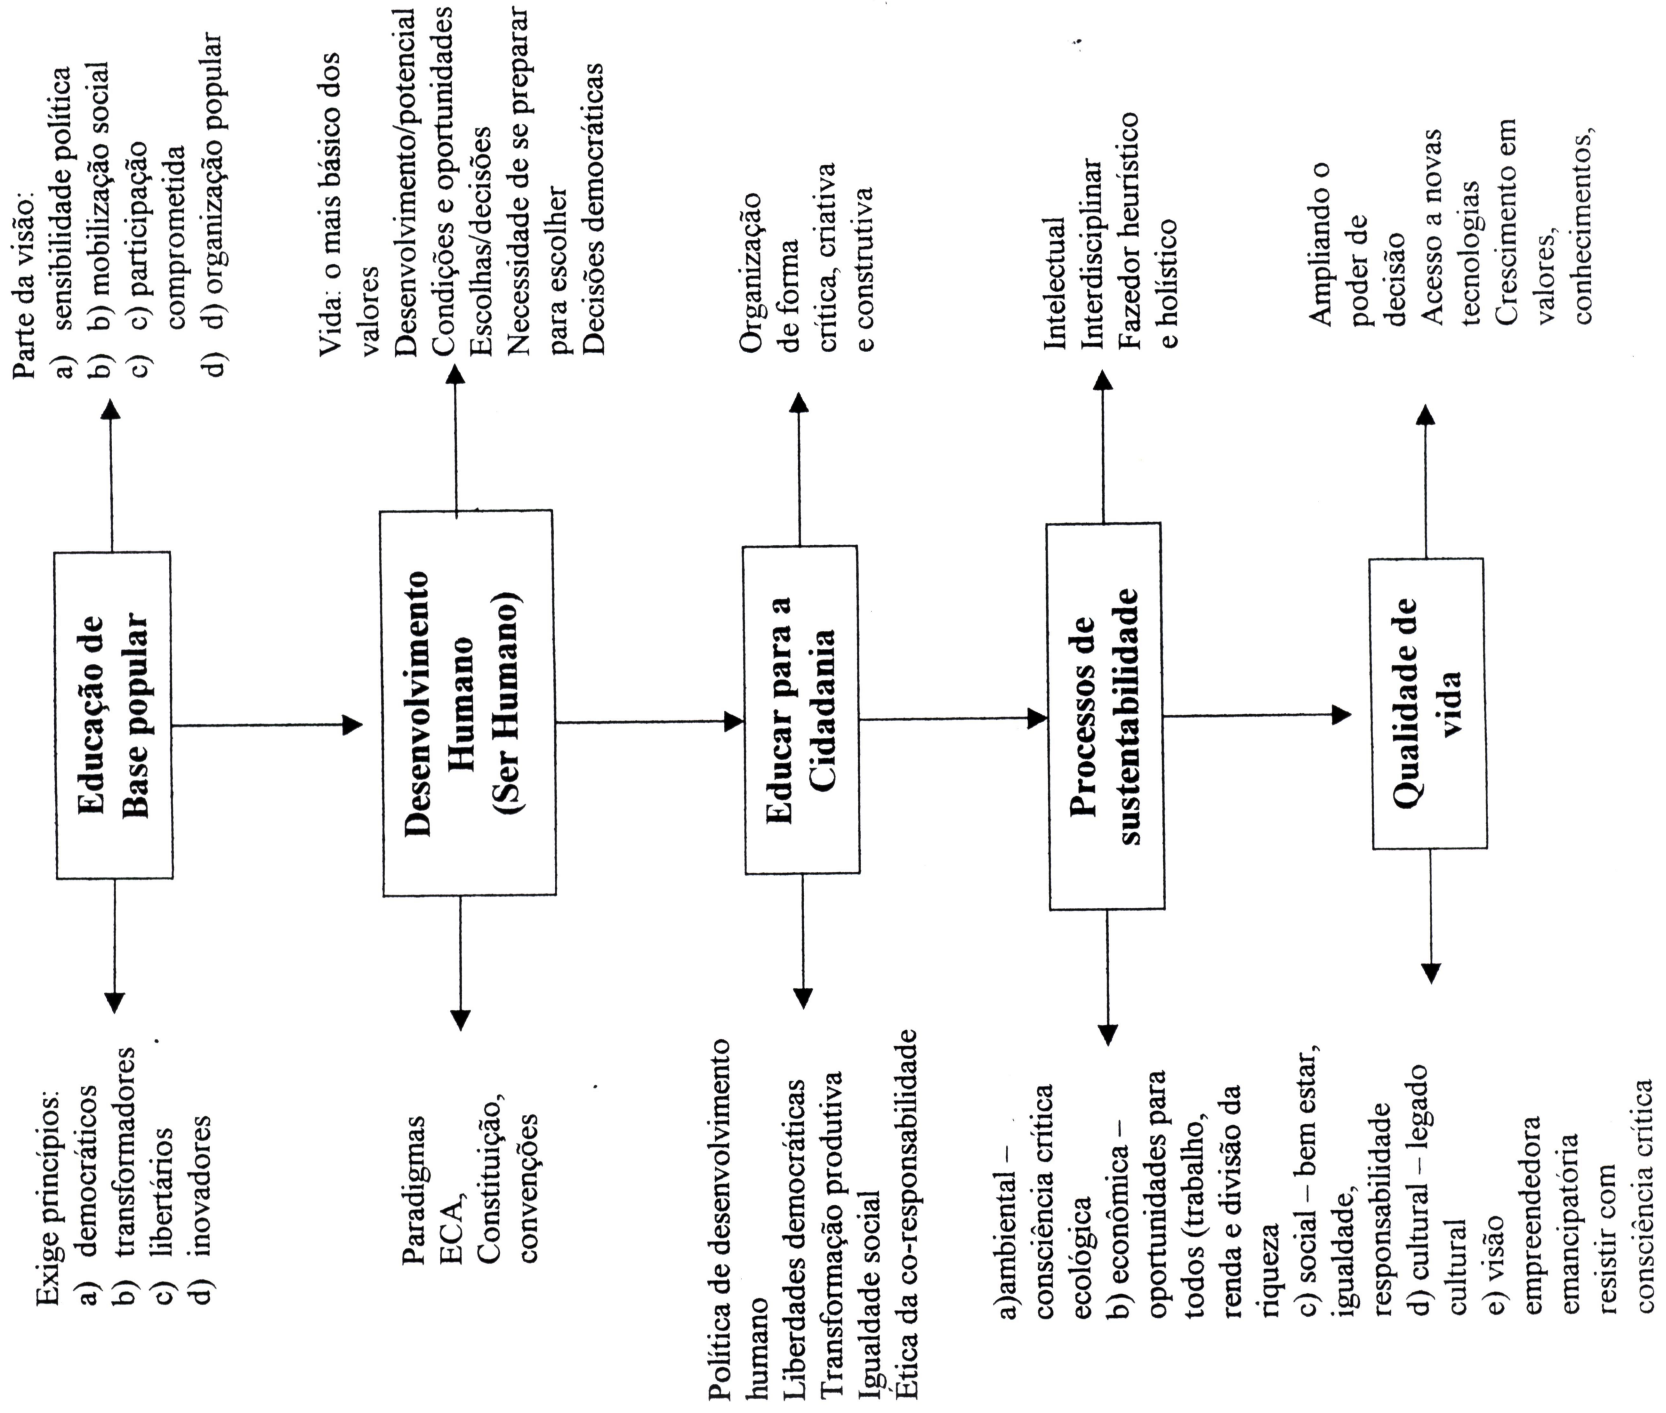 Exige princípios:
a) democráticos
b) transformadores
c) libertários
d) inovadores
Educação de
Base popular
Parte da visão:
a) sensibilidade política
b) b) mobilização social
c) c) participação
comprometida
d) d) organização popular
Paradigmas
ECA,
Constituição,
convenções
Desenvolvimento
Humano
(Ser Humano)
Vida: o mais básico dos
valores
Desenvolvimento/potencial
Condições e oportunidades
Escolhas/decisões
Necessidade de se preparar
para escolher
Decisões democráticas
Política de desenvolvimento
humano
Liberdades democráticas
Transformação produtiva
Igualdade social
Ética da co-responsabilidade
Educar para a
Cidadania
Organização
de forma
crítica, criativa
e construtiva
a)ambiental –
consciência crítica
ecológica
b) econômica –
oportunidades para
todos (trabalho,
renda e divisão da
riqueza
c) social – bem estar,
igualdade,
responsabilidade
d) cultural – legado
cultural
e) visão
empreendedora
emancipatória
resistir com
consciência crítica
Processos de
sustentabilidade
Intelectual
Interdisciplinar
Fazedor heurístico
e holístico
Qualidade de
vida
Ampliando o
poder de
decisão
Acesso a novas
tecnologias
Crescimento em
valores,
conhecimentos,